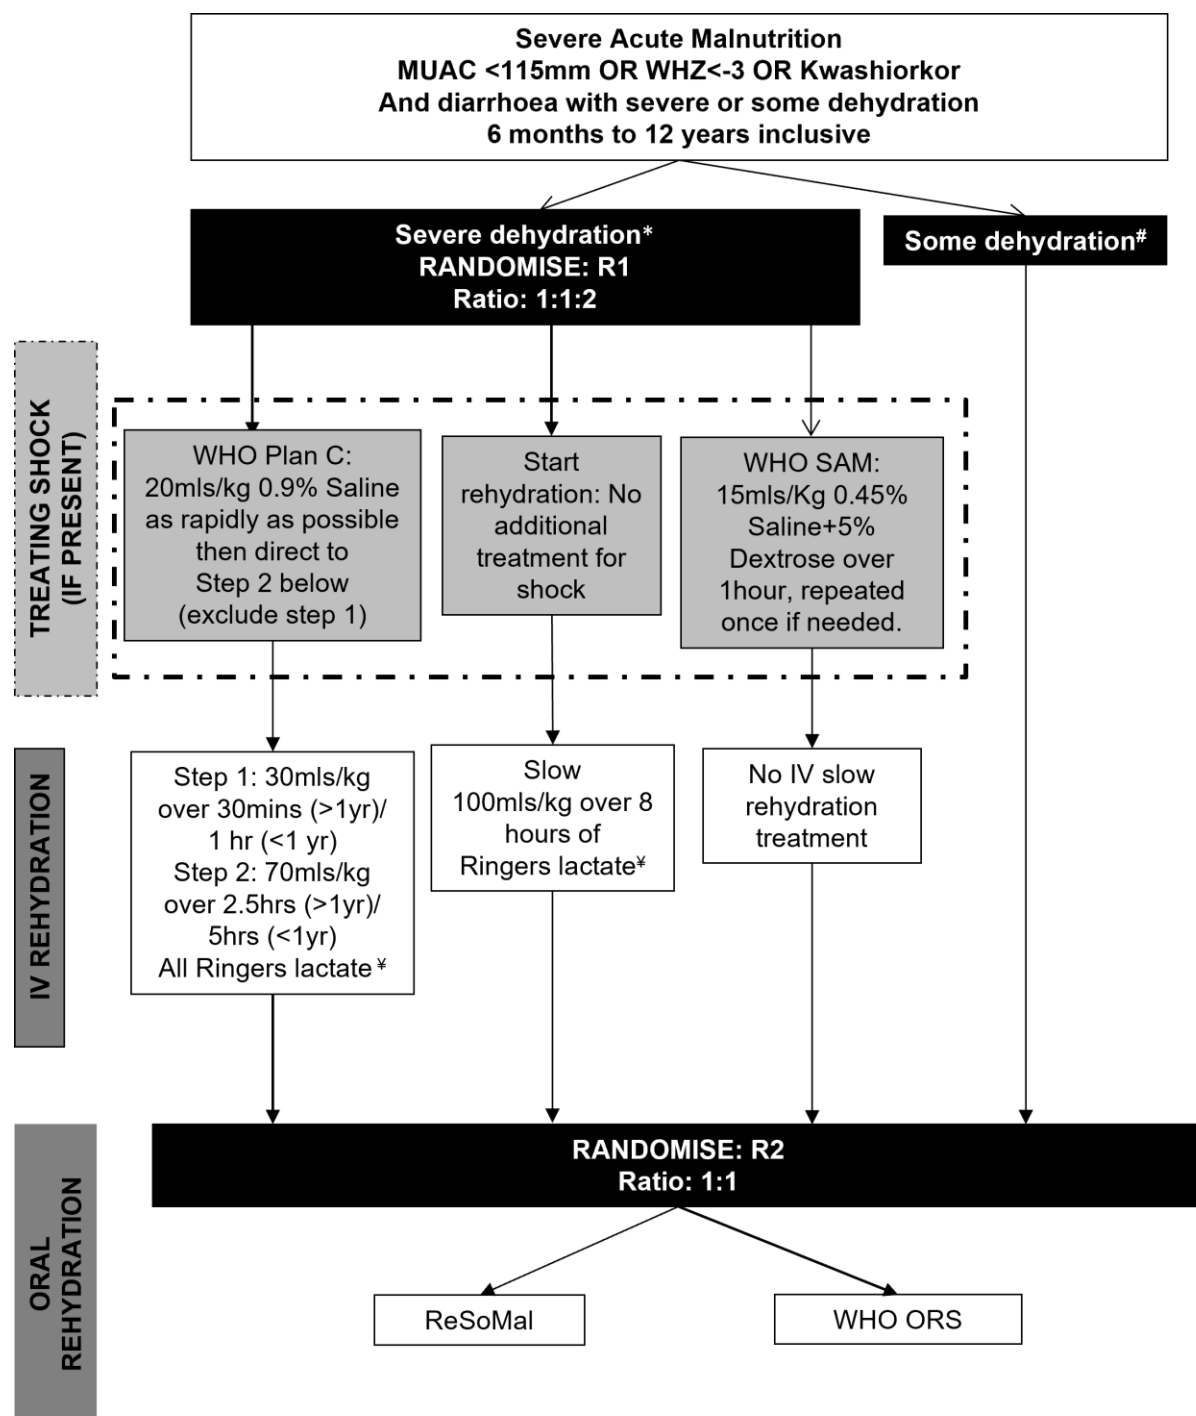 Severe Acute Malnutrition
MUAC <115mm OR WHZ<-3 OR Kwashiorkor
And diarrhoea with severe or some dehydration
6 months to 12 years inclusive
Severe dehydration*
RANDOMISE: R1
Ratio: 1:1:2
Some dehydration#
TREATING SHOCK
(IF PRESENT)
WHO Plan C:
20mls/kg 0.9% Saline
as rapidly as possible
then direct to
Step 2 below
(exclude step 1)
Start
rehydration: No
additional
treatment for
shock
WHO SAM:
15mls/Kg 0.45%
Saline+5%
Dextrose over
1hour, repeated
once if needed.
IV REHYDRATION
Step 1: 30mls/kg
over 30mins (>1yr)/
1 hr (<1 yr)
Step 2: 70mls/kg
over 2.5hrs (>1yr)/
5hrs (<1yr)
All Ringers lactate ¥
Slow
100mls/kg over 8
hours of
Ringers lactate¥
No IV slow
rehydration
treatment
ORAL
REHYDRATION
RANDOMISE: R2
Ratio: 1:1
ReSoMal
WHO ORS